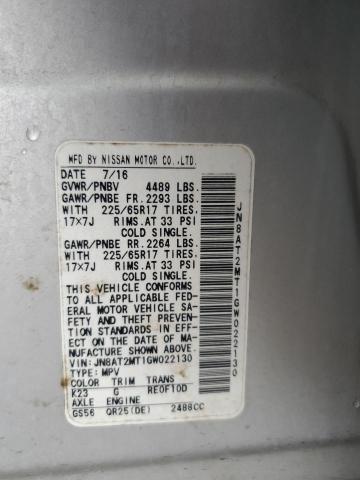 MFD BY NISSAN MOTOR CO.,LTD.
DATE 7/16
GVWR/PNBV 4489 LBS.
GAWR/PNBE FR. 2293 LBS.
WITH 225/65R17 TIRES.
17×7J RIMS. AT 33 PSI
COLD SINGLE.
GAWR/PNBE RR. 2264 LBS.
WITH 225/65R17 TIRES.
17×7J RIMS. AT 33 PSI
COLD SINGLE.
THIS VEHICLE CONFORMS
TO ALL APPLICABLE FED-
ERAL MOTOR VEHICLE SA-
FETY AND THEFT PREVEN-
TION STANDARDS IN EFF-
ECT ON THE DATE OF MA-
NUFACTURE SHOWN ABOVE.
VIN: JN8AT2MT1GW022130
TYPE: MPV
COLOR TRIM TRANS
K23 G RE0F10D
AXLE ENGINE
GS56 QR25(DE) 2488CC
JN8AT2MT1GW022130